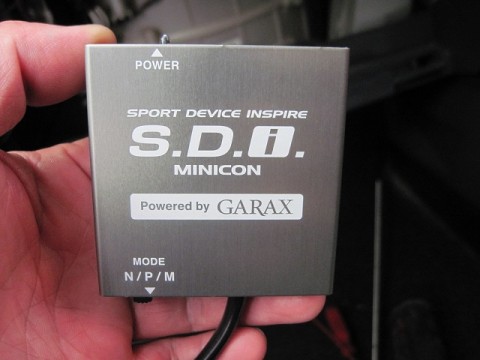 POWER
SPORT DEVICE INSPIRE
S.D.i.
MINICON
Powered by GARAX
MODE
N/P/M